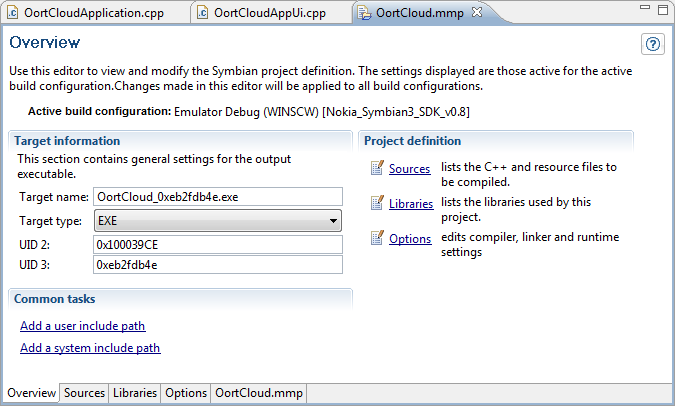 OortCloudApplication.cpp OortCloudAppUi.cpp OortCloud.mmp
Overview
Use this editor to view and modify the Symbian project definition. The settings displayed are those active for the active
build configuration.Changes made in this editor will be applied to all build configurations.
Active build configuration: Emulator Debug (WINSCW) [Nokia_Symbian3_SDK_v0.8]
Target information
This section contains general settings for the output
executable.
Target name: OortCloud_0xeb2fdb4e.exe
Target type: EXE
UID 2: 0x100039CE
UID 3: 0xeb2fdb4e
Common tasks
Add a user include path
Add a system include path
Project definition
Sources lists the C++ and resource files to
be compiled.
Libraries lists the libraries used by this
project.
Options edits compiler, linker and runtime
settings
Overview Sources Libraries Options OortCloud.mmp